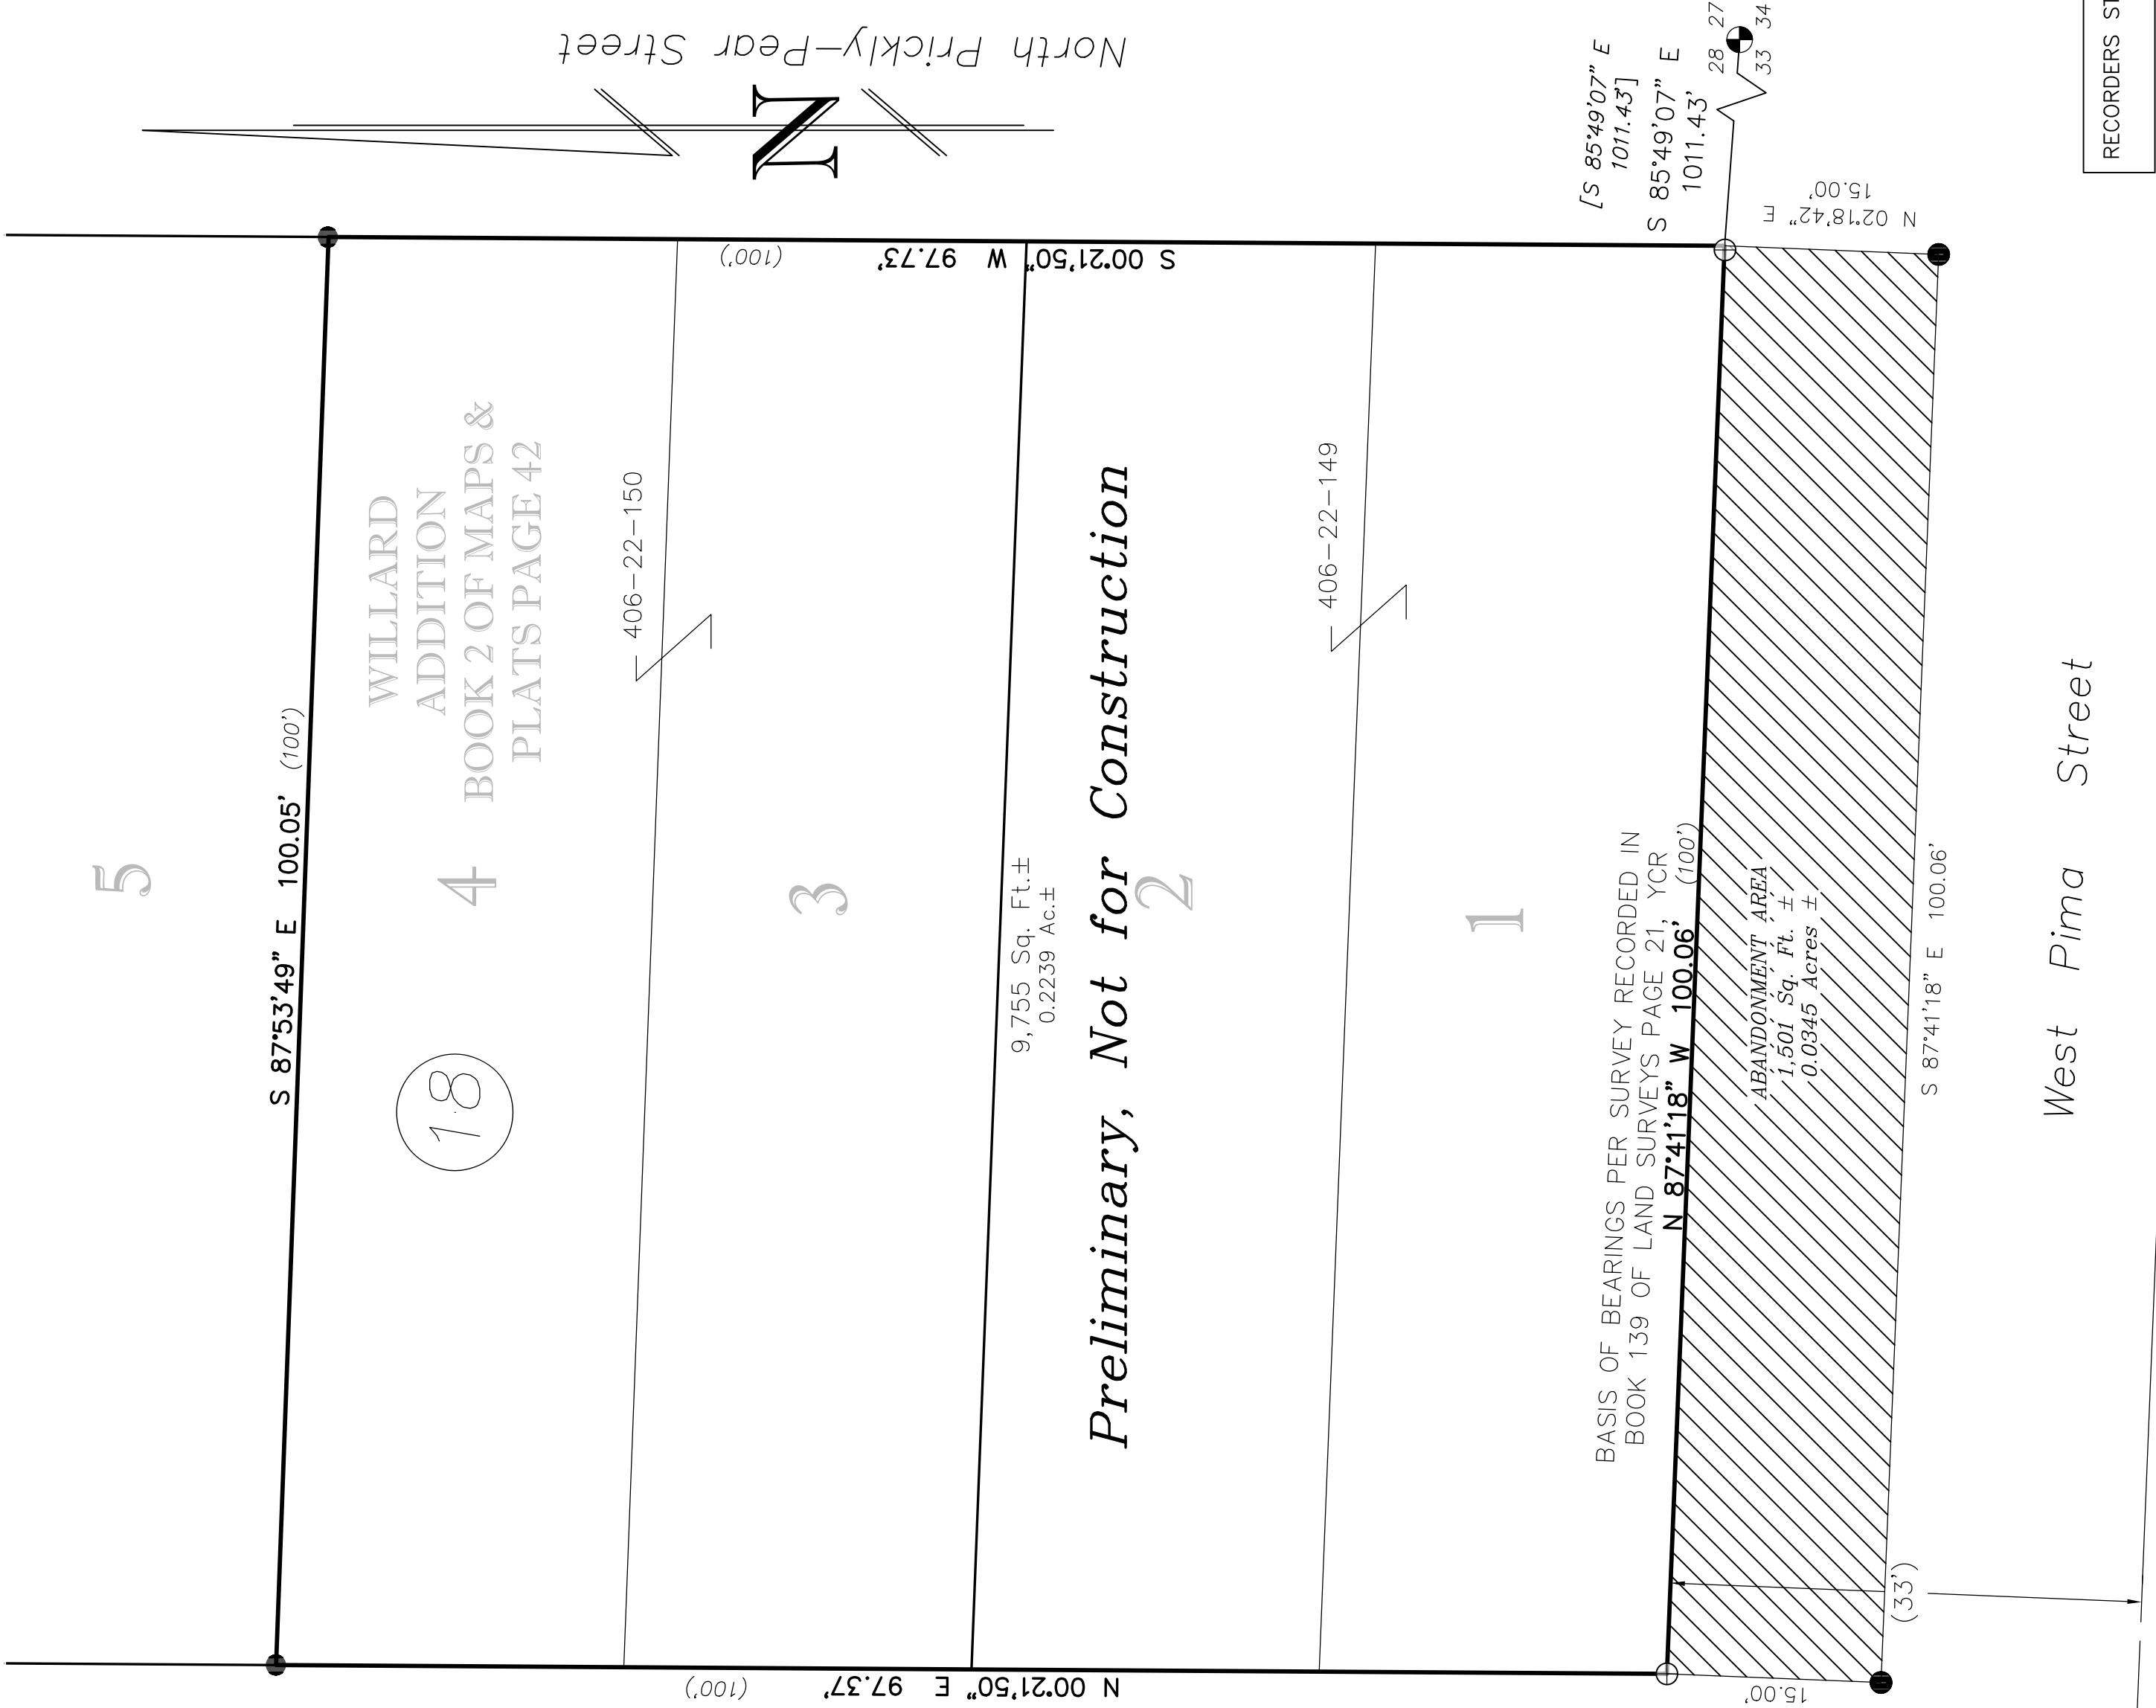 North Prickly-Pear Street
N
[S 85°49'07" E
1011.43']
S 85°49'07" E
1011.43'
28 27
33 34
RECORDERS ST
N 02°18'42" E
15.00'
S 00°21'50" W 97.73'
(100')
5
S 87°53'49" E 100.05' (100')
WILLARD
ADDITION
BOOK 2 OF MAPS &
PLATS PAGE 42
4
18
406-22-150
3
9,755 Sq. Ft.±
0.2239 Ac.±
Preliminary, Not for Construction
2
406-22-149
1
BASIS OF BEARINGS PER SURVEY RECORDED IN
BOOK 139 OF LAND SURVEYS PAGE 21, YCR
N 87°41'18" W 100.06' (100')
ABANDONMENT AREA
1,501 Sq. Ft. ±
0.0345 Acres ±
S 87°41'18" E 100.06'
West Pima Street
(33')
N 00°21'50" E 97.37'
(100')
15.00'